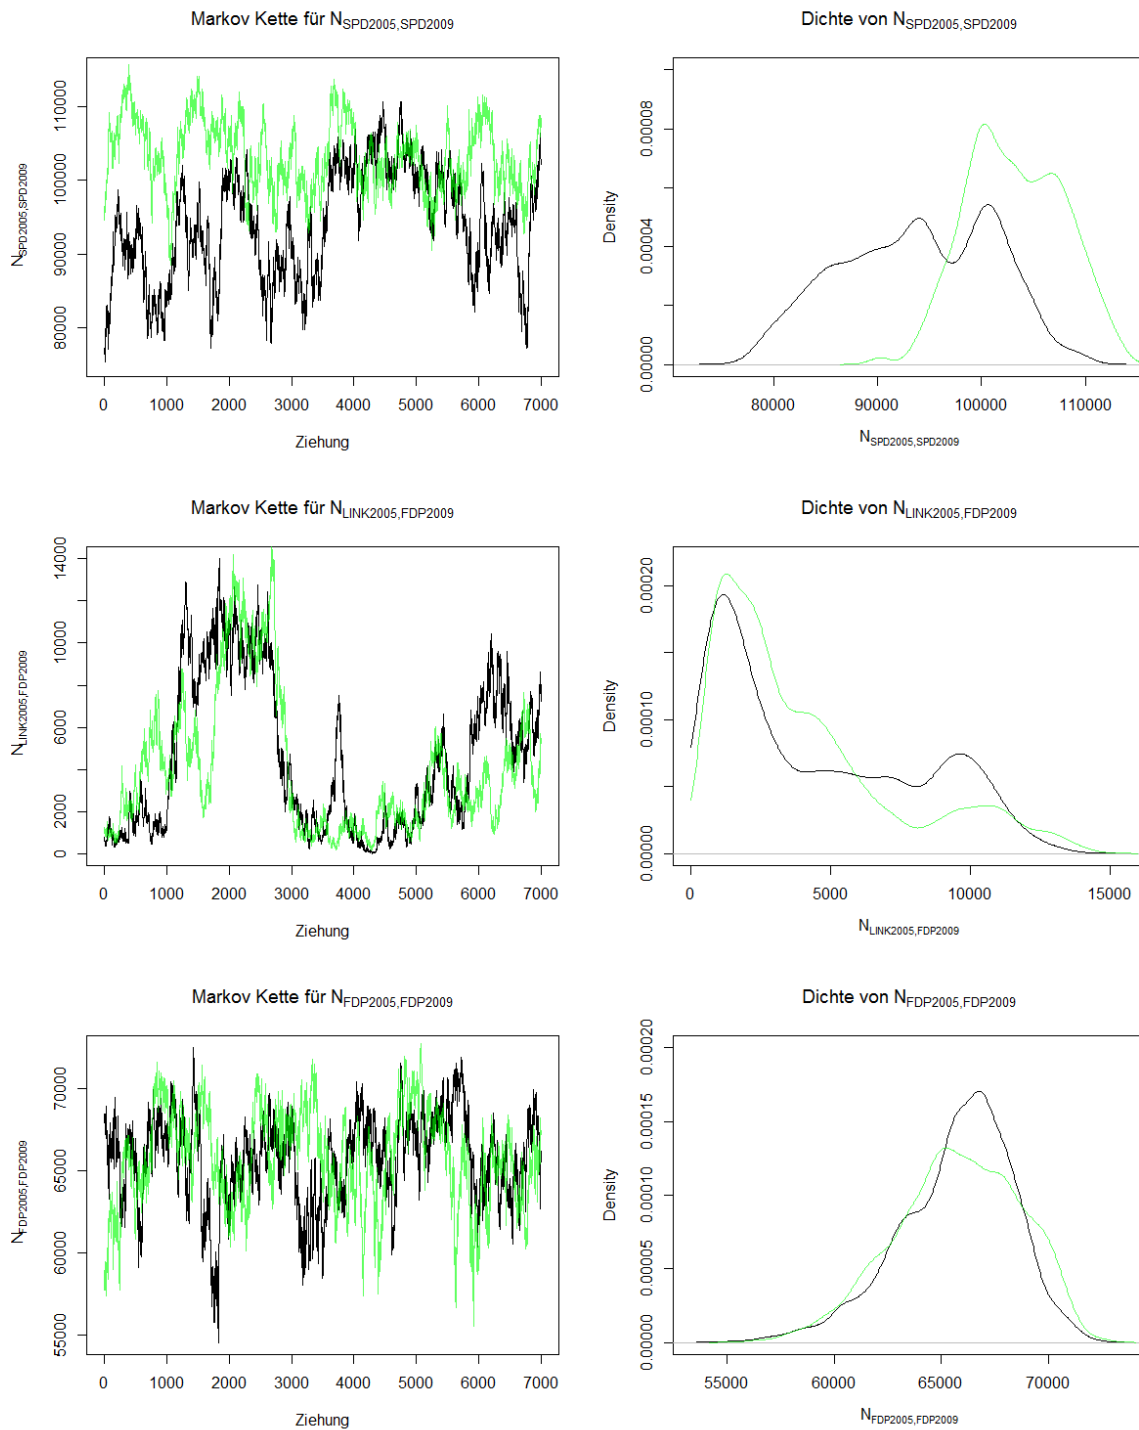 Markov Kette für N_SPD2005,SPD2009
Dichte von N_SPD2005,SPD2009
N_SPD2005,SPD2009
80000 90000 100000 110000
0 1000 2000 3000 4000 5000 6000 7000
Ziehung
Density
0.00000 0.00004 0.00008
80000 90000 100000 110000
N_SPD2005,SPD2009
Markov Kette für N_LINK2005,FDP2009
Dichte von N_LINK2005,FDP2009
N_LINK2005,FDP2009
0 2000 6000 10000 14000
0 1000 2000 3000 4000 5000 6000 7000
Ziehung
Density
0.00000 0.00010 0.00020
0 5000 10000 15000
N_LINK2005,FDP2009
Markov Kette für N_FDP2005,FDP2009
Dichte von N_FDP2005,FDP2009
N_FDP2005,FDP2009
55000 60000 65000 70000
0 1000 2000 3000 4000 5000 6000 7000
Ziehung
Density
0.00000 0.00005 0.00010 0.00015 0.00020
55000 60000 65000 70000
N_FDP2005,FDP2009